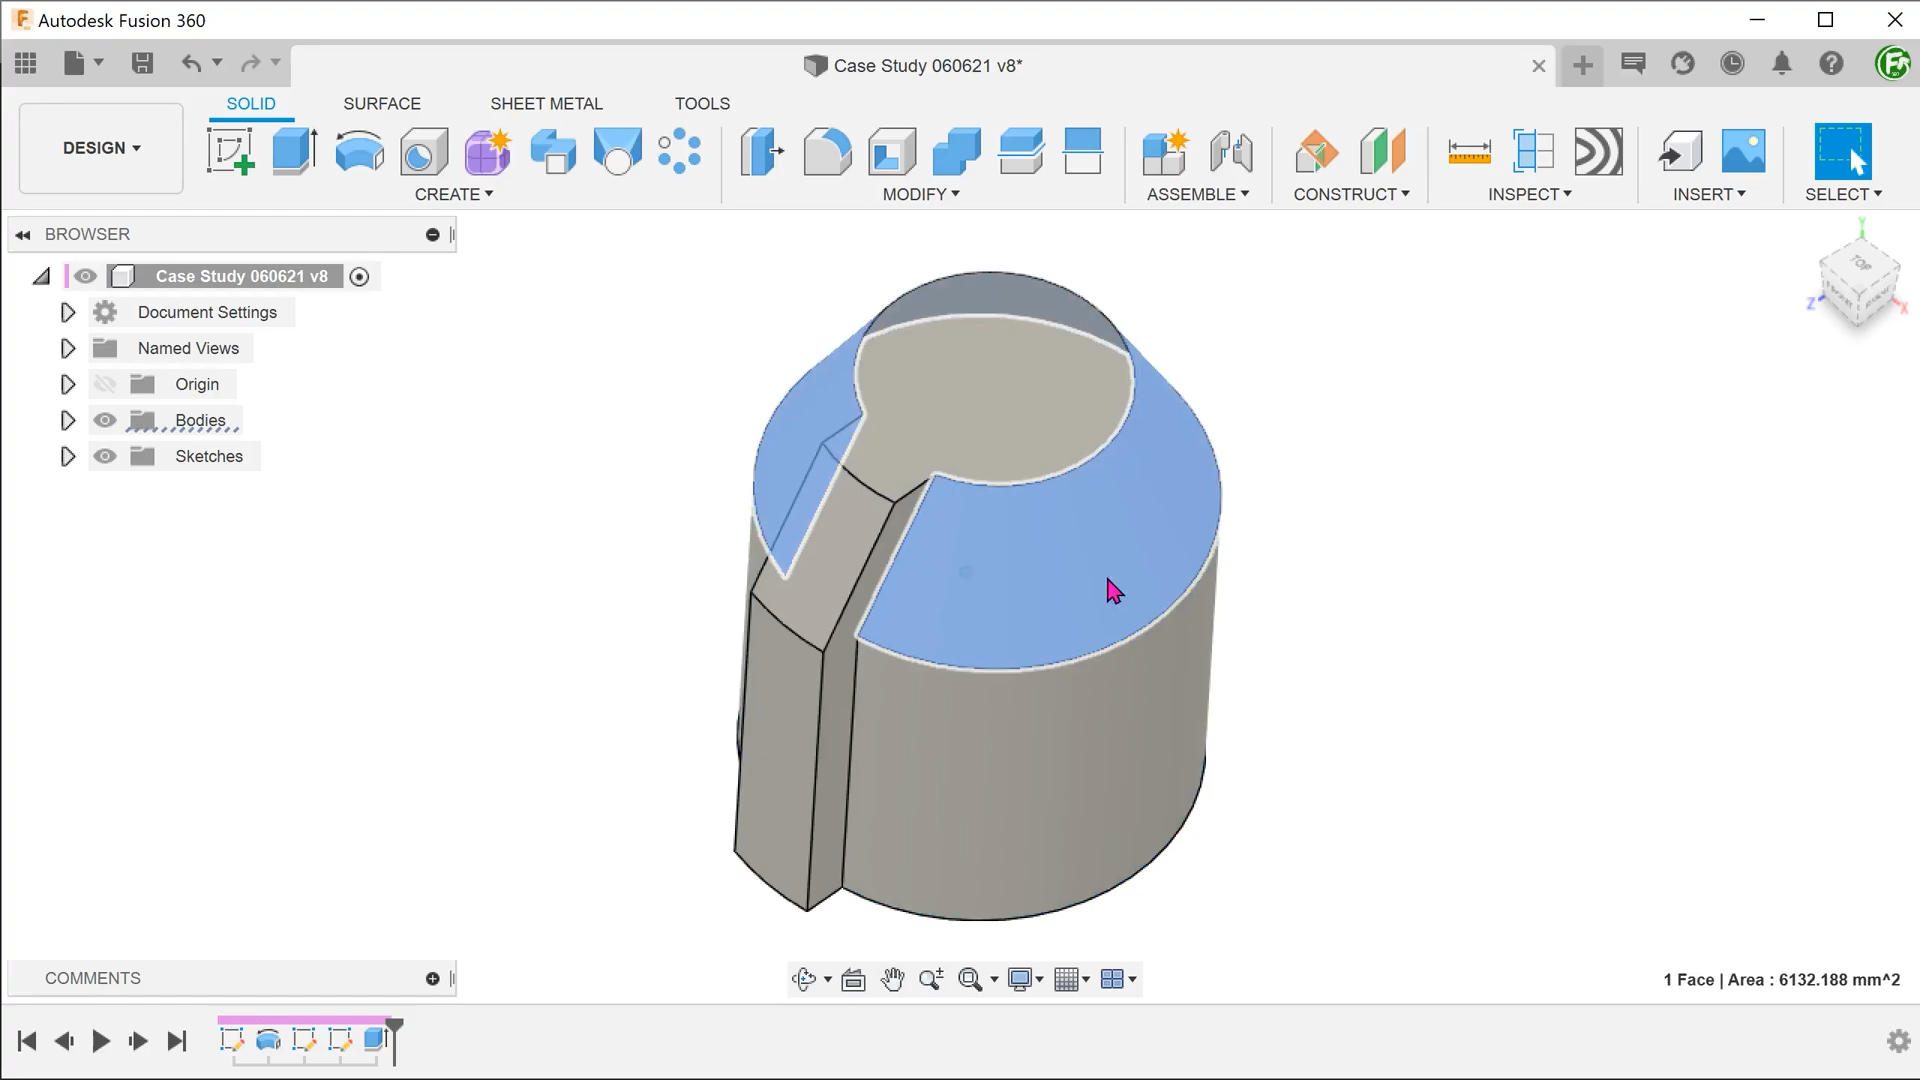 Autodesk Fusion 360
Case Study 060621 v8*
SOLID SURFACE SHEET METAL TOOLS
DESIGN
CREATE MODIFY ASSEMBLE CONSTRUCT INSPECT INSERT SELECT
BROWSER
Case Study 060621 v8
Document Settings
Named Views
Origin
Bodies
Sketches
Y
TOP
Z
X
COMMENTS
1 Face | Area : 6132.188 mm^2